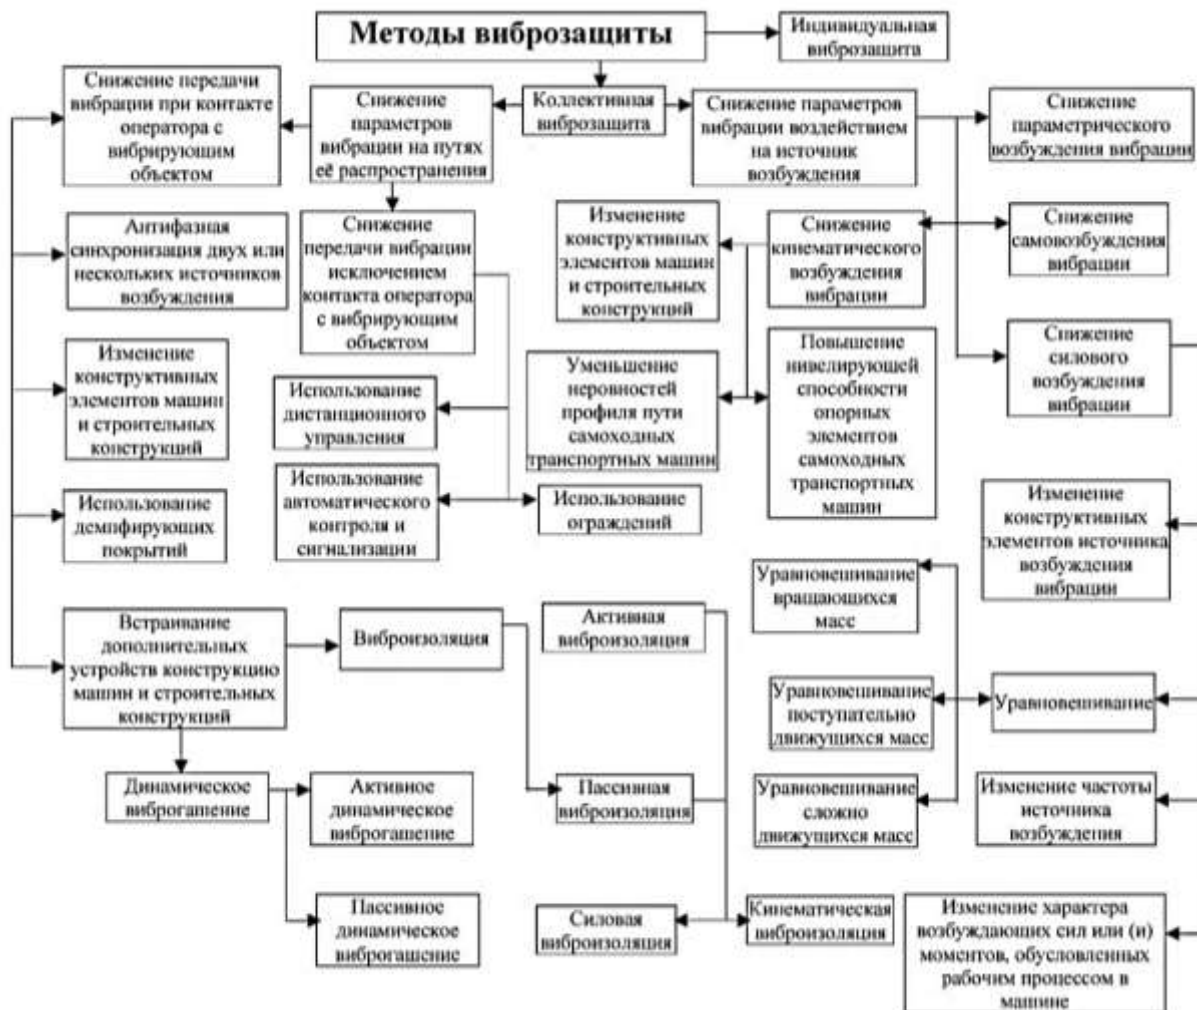 Методы виброзащиты
Индивидуальная
виброзащита
Снижение передачи
вибрации при контакте
оператора с
вибрирующим
объектом
Снижение
параметров
вибрации на путях
её распространения
Коллективная
виброзащита
Снижение параметров
вибрации воздействием
на источник
возбуждения
Снижение
параметрического
возбуждения вибрации
Антифазная
синхронизация двух или
нескольких источников
возбуждения
Снижение
передачи вибрации
исключением
контакта оператора
с вибрирующим
объектом
Изменение
конструктивных
элементов машин
и строительных
конструкций
Снижение
кинематического
возбуждения
вибрации
Снижение
самовозбуждения
вибрации
Изменение
конструктивных
элементов машин
и строительных
конструкций
Использование
дистанционного
управления
Уменьшение
неровностей
профиля пути
самоходных
транспортных машин
Повышение
нивелирующей
способности
опорных
элементов
самоходных
транспортных
машин
Снижение
силового
возбуждения
вибрации
Использование
демпфирующих
покрытий
Использование
автоматического
контроля и
сигнализации
Использование
ограждений
Изменение
конструктивных
элементов источника
возбуждения
вибрации
Встраивание
дополнительных
устройств конструкцию
машин и строительных
конструкций
Виброизоляция
Активная
виброизоляция
Уравновешивание
вращающихся
масс
Уравновешивание
поступательно
движущихся масс
Уравновешивание
Динамическое
виброгашение
Активное
динамическое
виброгашение
Пассивная
виброизоляция
Уравновешивание
сложно
движущихся масс
Изменение частоты
источника
возбуждения
Пассивное
динамическое
виброгашение
Силовая
виброизоляция
Кинематическая
виброизоляция
Изменение характера
возбуждающих сил или (и)
моментов, обусловленных
рабочим процессом в
машине